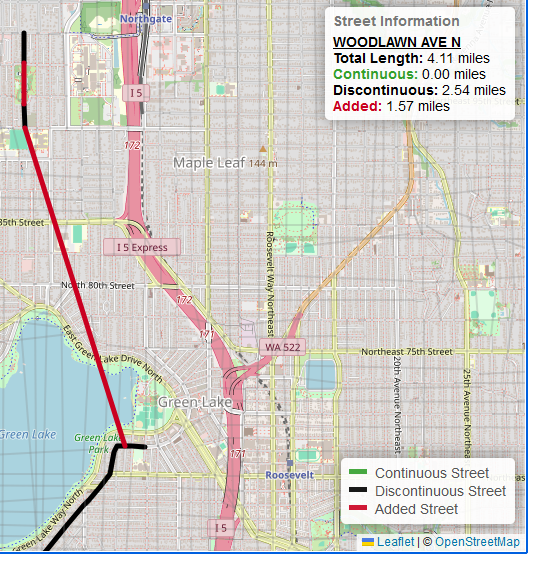 Northgate
Street Information
WOODLAWN AVE N
Total Length: 4.11 miles
Continuous: 0.00 miles
Discontinuous: 2.54 miles
Added: 1.57 miles
I 5
172
Maple Leaf 144 m
85th Street
I 5 Express
Roosevelt Way Northeast
North 80th Street
172
171
WA 522
East Green Lake Drive North
Northeast 75th Street
20th Avenue Northeast
25th Avenue Northeast
Green Lake
Green Lake
Green Lake
Park
171
Roosevelt
Green Lake Way North
I 5
Continuous Street
Discontinuous Street
Added Street
Leaflet | © OpenStreetMap